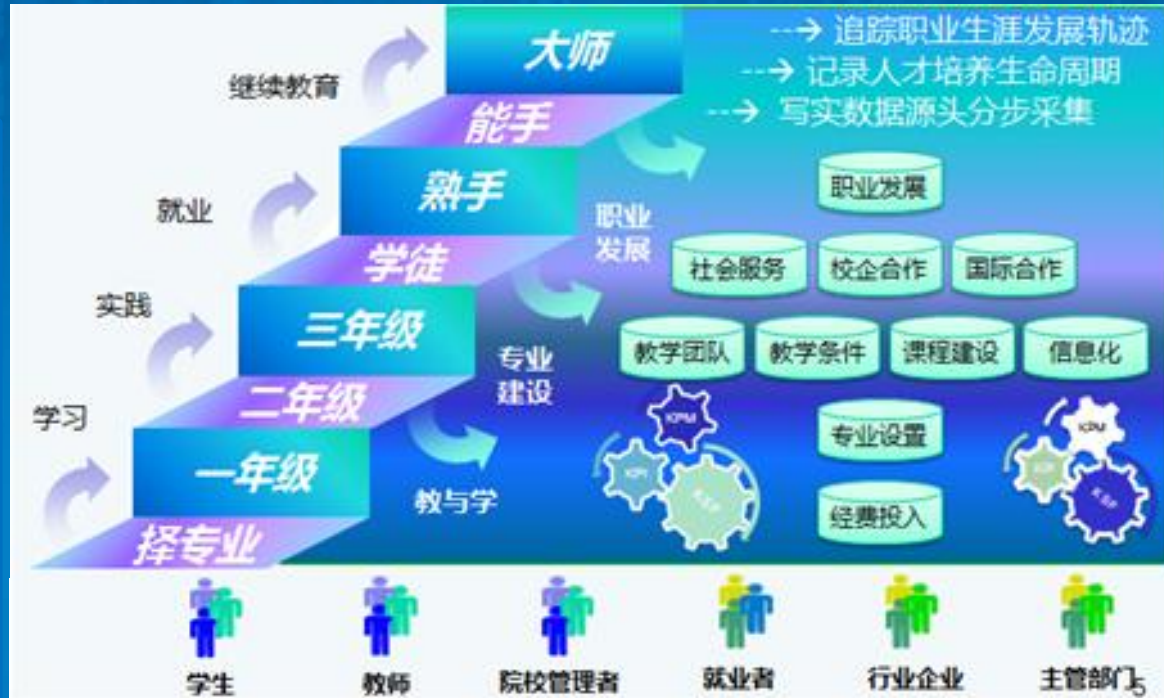 大师
能手
熟手
学徒
三年级
二年级
一年级
择专业
继续教育
就业
实践
学习
职业
发展
专业
建设
教与学
---→ 追踪职业生涯发展轨迹
---→ 记录人才培养生命周期
---→ 写实数据源头分步采集
职业发展
社会服务 校企合作 国际合作
教学团队 教学条件 课程建设 信息化
专业设置
经费投入
KPM
KPI
KSF
KPM
KSF
学生 教师 院校管理者 就业者 行业企业 主管部门
5